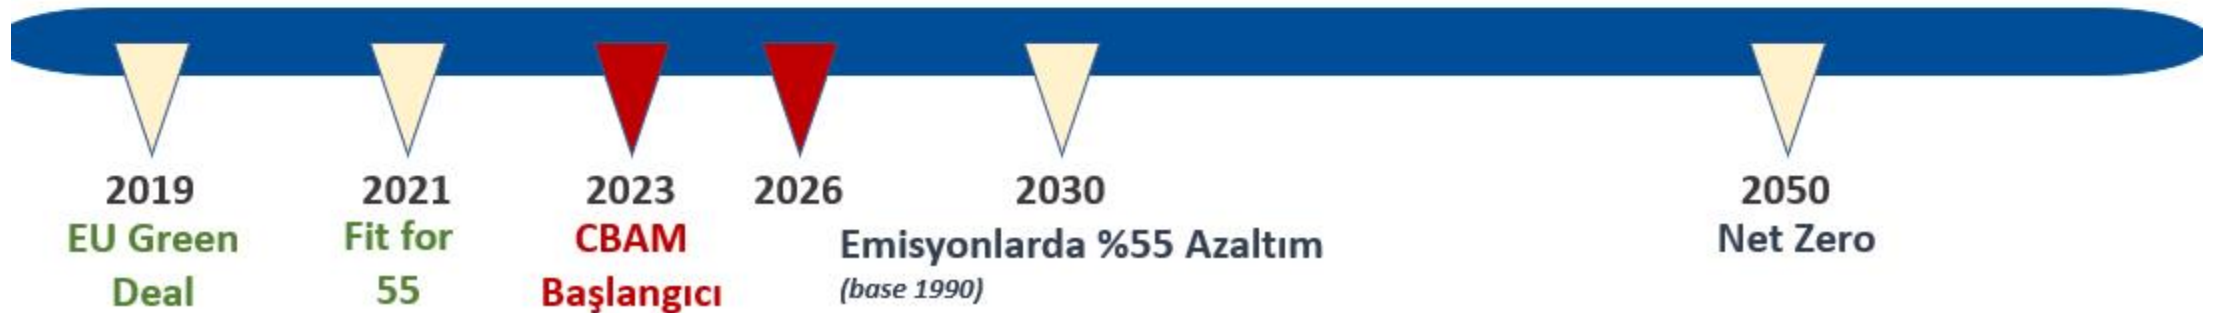 2019
EU Green
Deal
2021
Fit for
55
2023
CBAM
Başlangıcı
2026
2030
Emisyonlarda %55 Azaltım
(base 1990)
2050
Net Zero